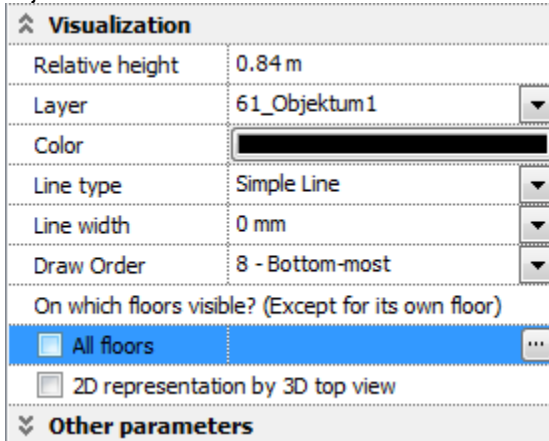 Visualization
Relative height 0.84 m
Layer 61_Objektum1
Color
Line type Simple Line
Line width 0 mm
Draw Order 8 - Bottom-most
On which floors visible? (Except for its own floor)
All floors ...
2D representation by 3D top view
Other parameters